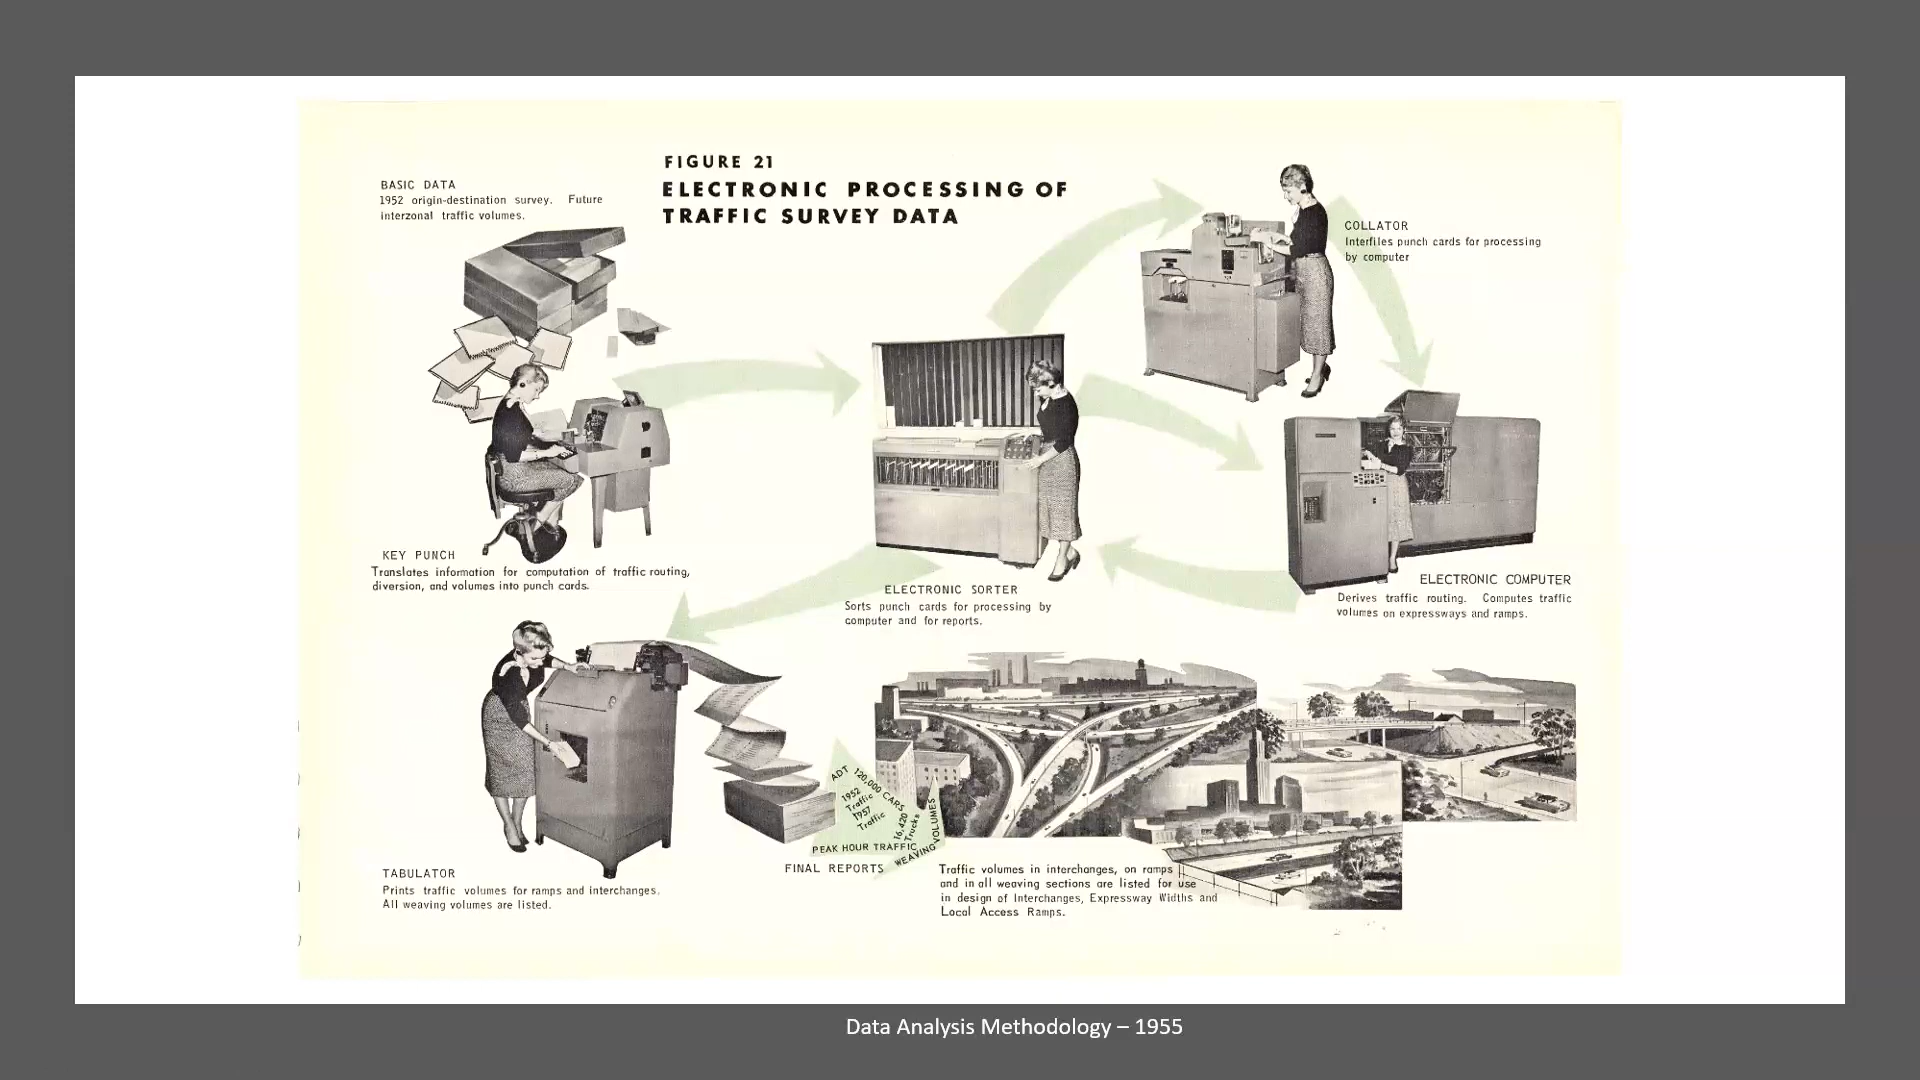 FIGURE 21
ELECTRONIC PROCESSING OF
TRAFFIC SURVEY DATA
BASIC DATA
1952 origin-destination survey. Future
interzonal traffic volumes.
COLLATOR
Interfiles punch cards for processing
by computer
KEY PUNCH
Translates information for computation of traffic routing,
diversion, and volumes into punch cards.
ELECTRONIC SORTER
Sorts punch cards for processing by
computer and for reports.
ELECTRONIC COMPUTER
Derives traffic routing. Computes traffic
volumes on expressways and ramps.
TABULATOR
Prints traffic volumes for ramps and interchanges.
All weaving volumes are listed.
ADT 120,000 CARS
1952
Traffic
1957
Traffic
16,420
Trucks
PEAK HOUR TRAFFIC
WEAVING VOLUMES
FINAL REPORTS
Traffic volumes in interchanges, on ramps
and in all weaving sections are listed for use
in design of Interchanges, Expressway Widths and
Local Access Ramps.
Data Analysis Methodology – 1955